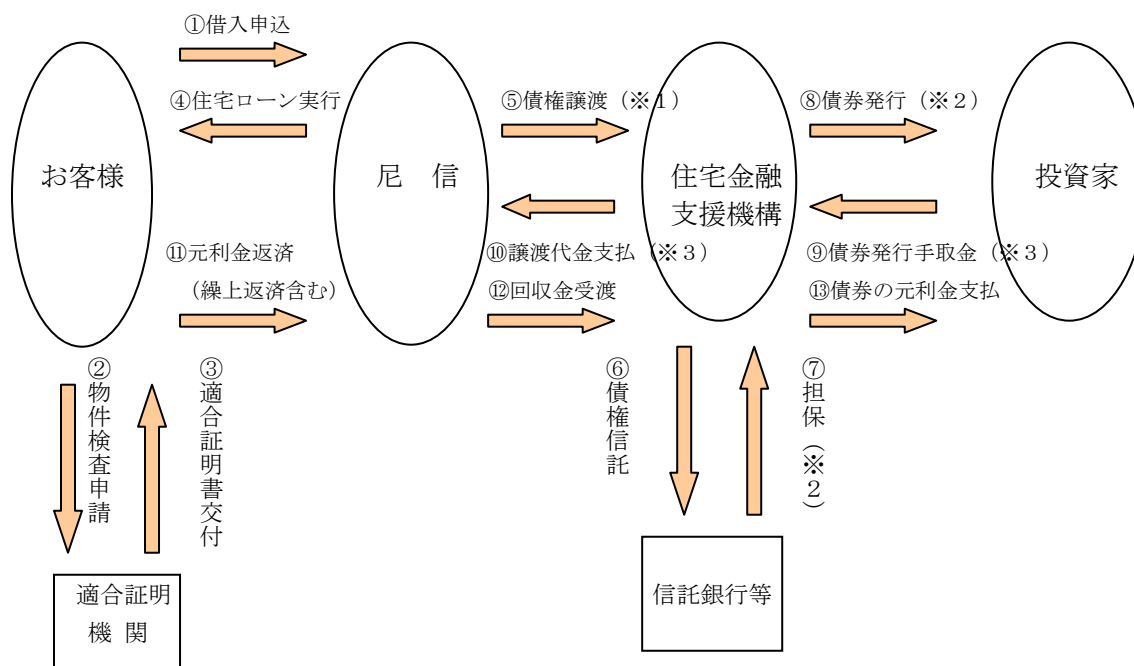 ①借入申込
④住宅ローン実行
⑤債権譲渡（※１）
⑧債券発行（※２）
お客様
尼　信
住宅金融
支援機構
投資家
⑪元利金返済
（繰上返済含む）
⑩譲渡代金支払（※３）
⑫回収金受渡
⑨債券発行手取金（※３）
⑬債券の元利金支払
②物件検査申請
③適合証明書交付
⑥債権信託
⑦担保（※２）
適合証明
機 関
信託銀行等